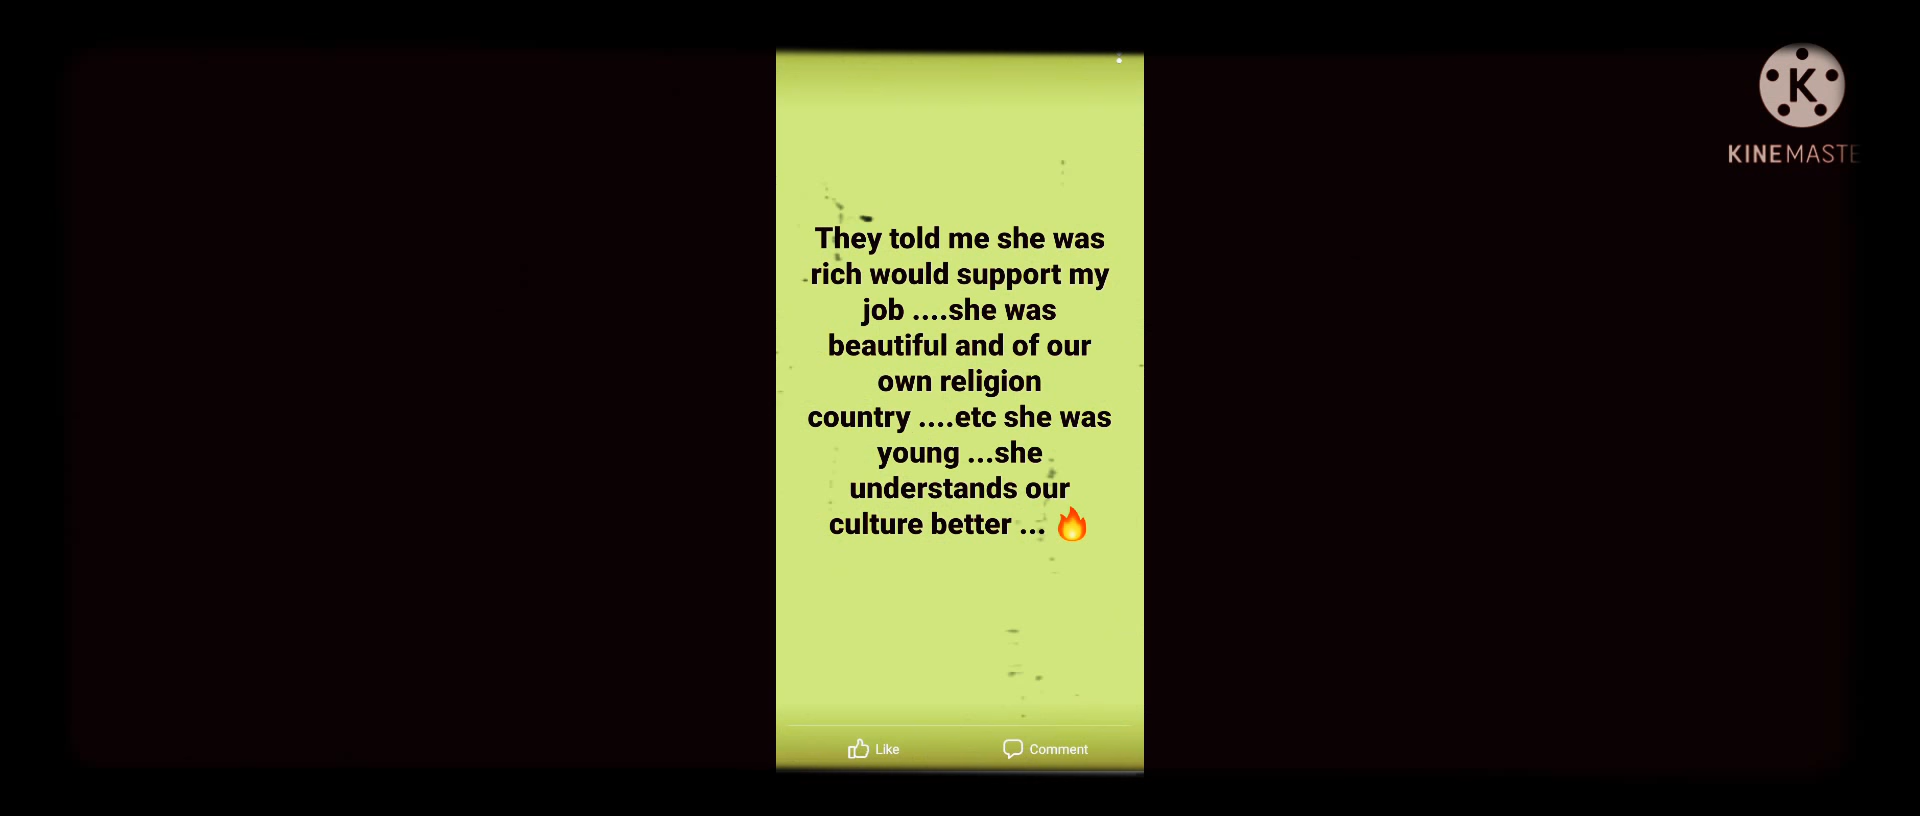 KINEMASTE
They told me she was
rich would support my
job ....she was
beautiful and of our
own religion
country ....etc she was
young ...she
understands our
culture better ... 🔥
Like
Comment